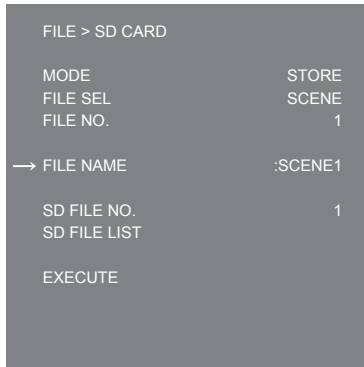 FILE > SD CARD
MODE STORE
FILE SEL SCENE
FILE NO. 1
→ FILE NAME :SCENE1
SD FILE NO. 1
SD FILE LIST
EXECUTE